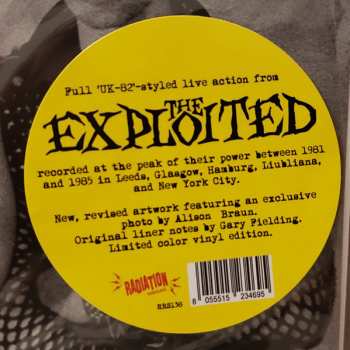 Full 'UK-82'-styled live action from
THE
EXPLOITED
recorded at the peak of their power between 1981
and 1985 in Leeds, Glasgow, Hamburg, Liubliana,
and New York City.
New, revised artwork featuring an exclusive
photo by Alison Braun.
Original liner notes by Gary Fielding.
Limited color vinyl edition.
RADIATION
RRS136
8 055515 234695